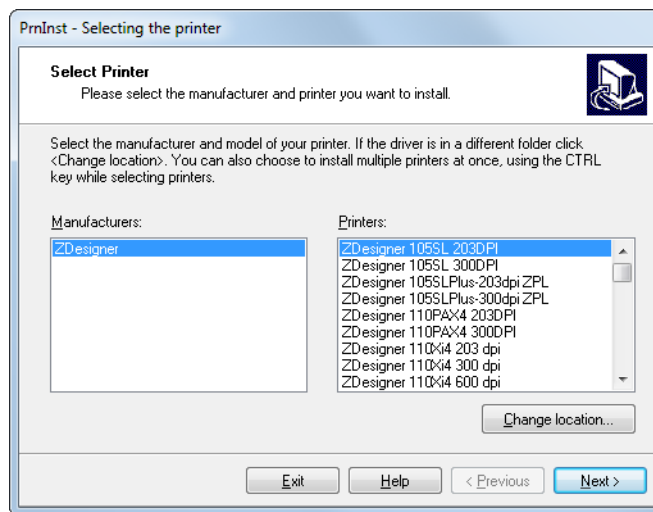 PrnInst - Selecting the printer
Select Printer
Please select the manufacturer and printer you want to install.
Select the manufacturer and model of your printer. If the driver is in a different folder click
<Change location>. You can also choose to install multiple printers at once, using the CTRL
key while selecting printers.
Manufacturers:
ZDesigner
Printers:
ZDesigner 105SL 203DPI
ZDesigner 105SL 300DPI
ZDesigner 105SLPlus-203dpi ZPL
ZDesigner 105SLPlus-300dpi ZPL
ZDesigner 110PAX4 203DPI
ZDesigner 110PAX4 300DPI
ZDesigner 110Xi4 203 dpi
ZDesigner 110Xi4 300 dpi
ZDesigner 110Xi4 600 dpi
Change location...
Exit
Help
< Previous
Next >